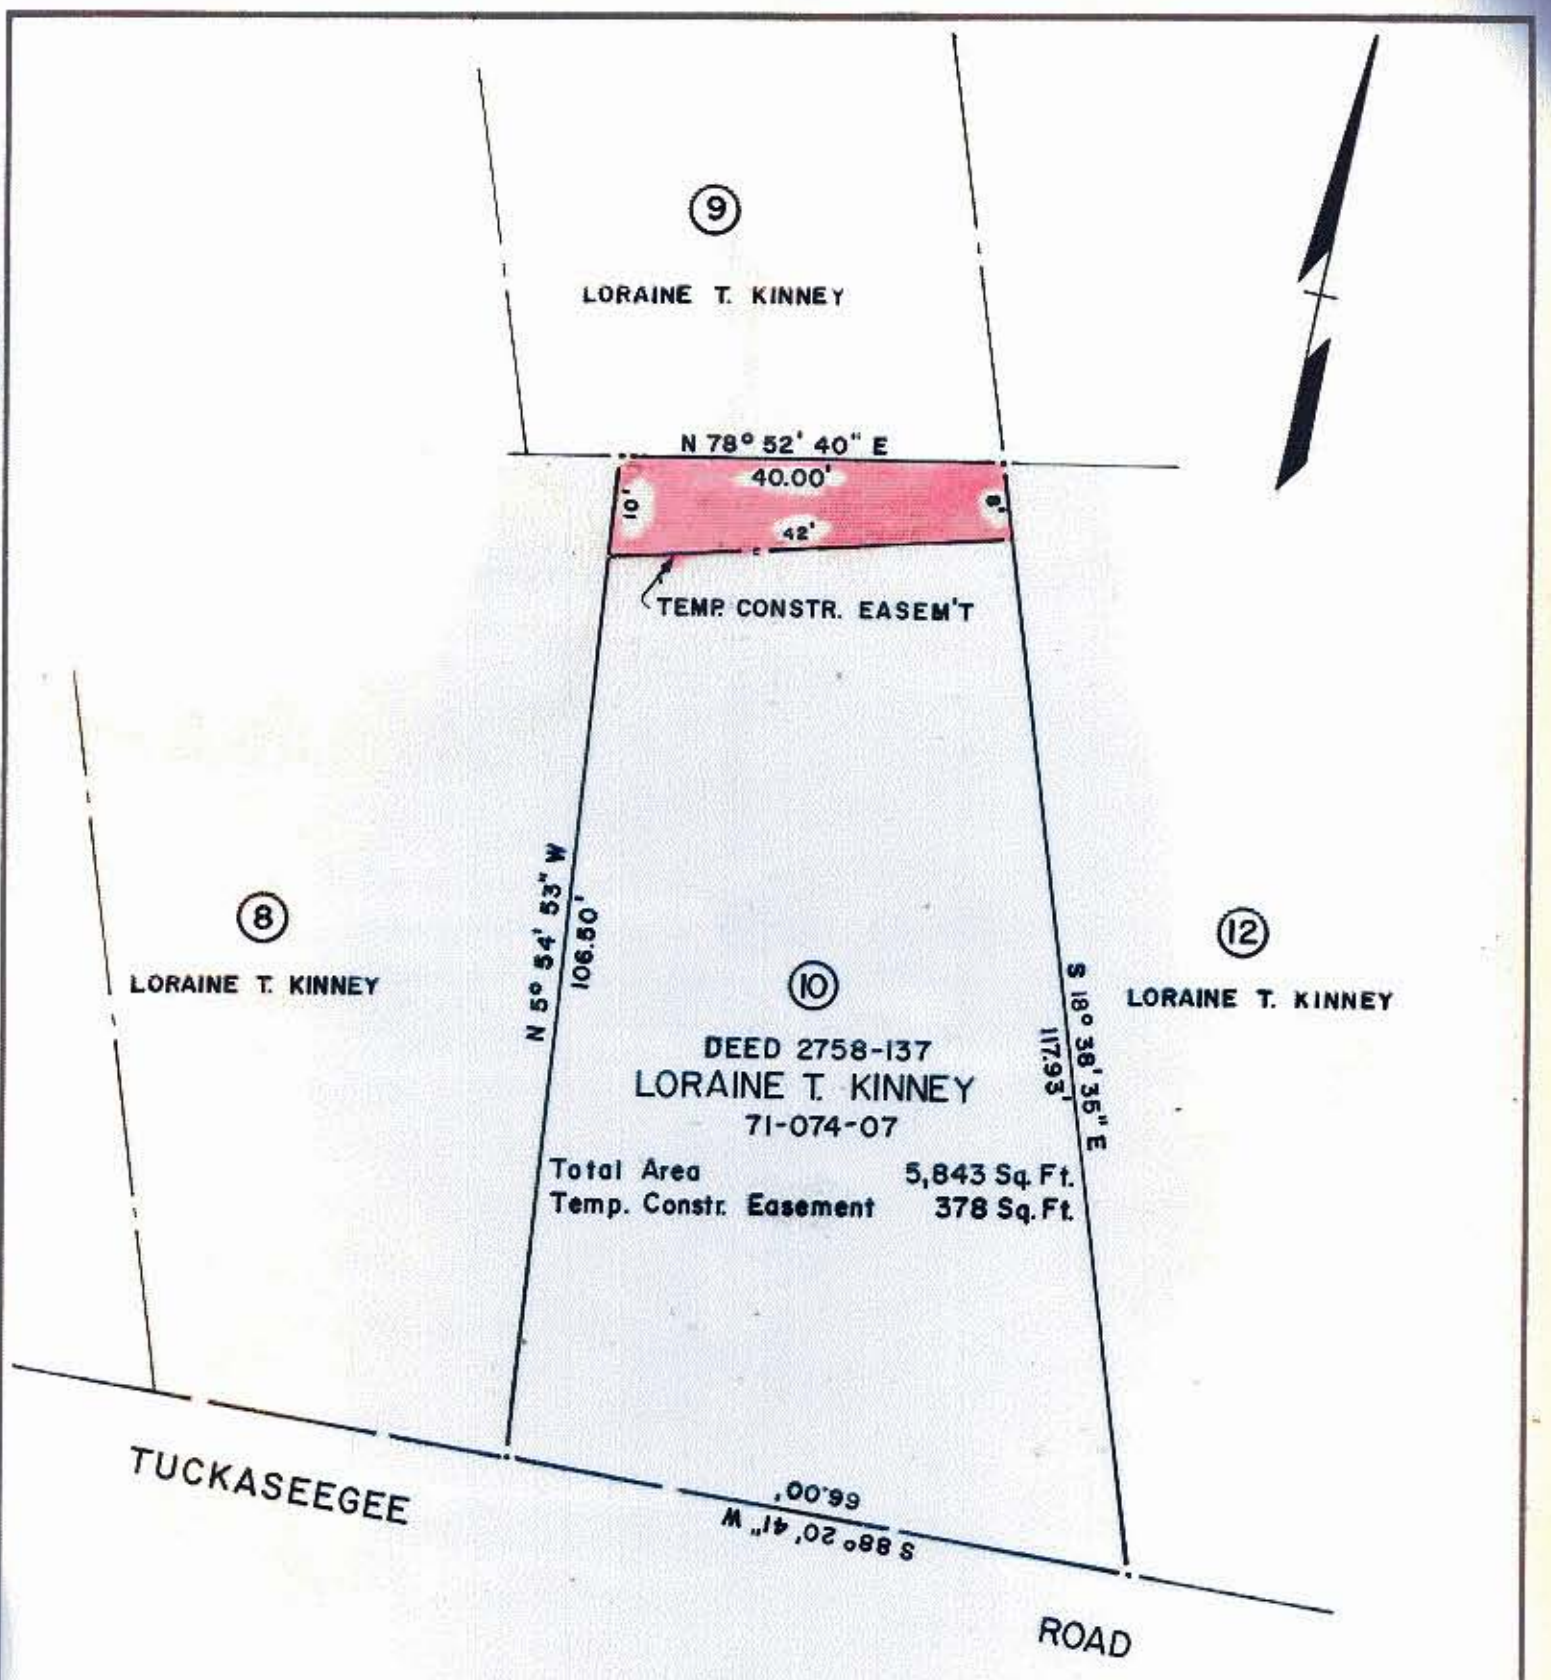 9
LORAINE T. KINNEY
N 78° 52' 40" E
40.00'
10'
8'
42'
TEMP. CONSTR. EASEM'T
N 5° 54' 53" W
106.50'
8
LORAINE T. KINNEY
10
DEED 2758-137
LORAINE T. KINNEY
71-074-07
Total Area 5,843 Sq. Ft.
Temp. Constr. Easement 378 Sq. Ft.
S 18° 38' 35" E
117.93'
12
LORAINE T. KINNEY
66.00'
S 88° 20' 41" W
TUCKASEEGEE
ROAD